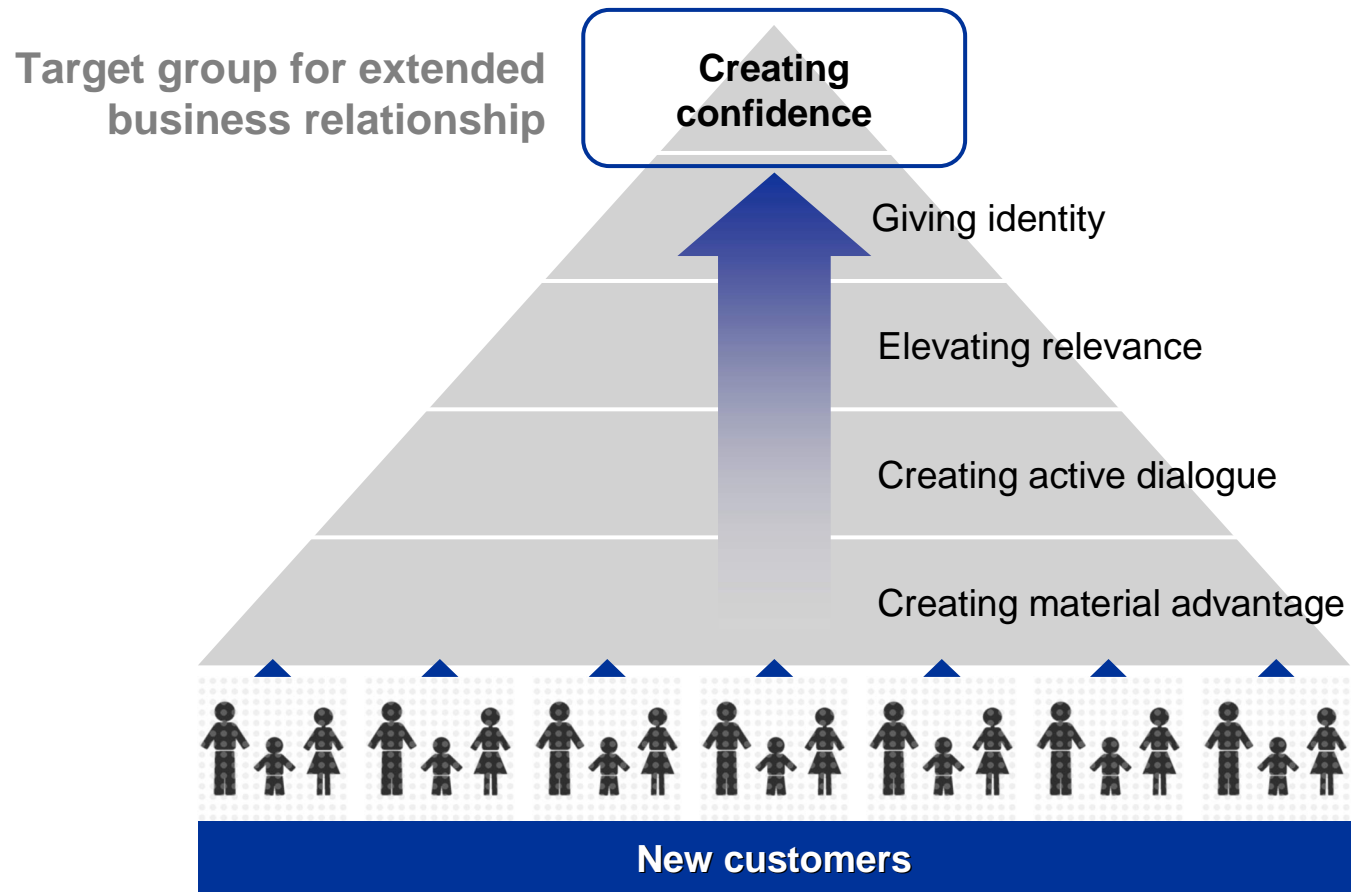 Target group for extended
business relationship
Creating
confidence
Giving identity
Elevating relevance
Creating active dialogue
Creating material advantage
New customers